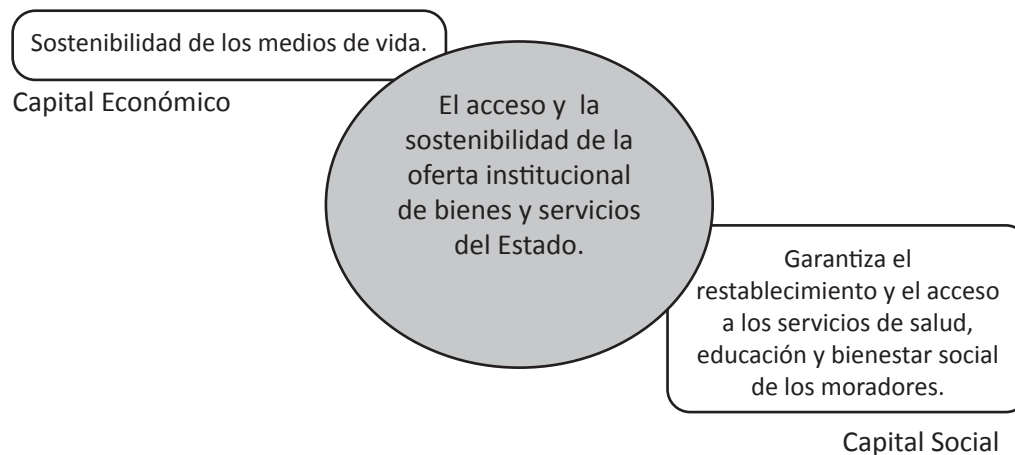 Sostenibilidad de los medios de vida.
Capital Económico
El acceso y la
sostenibilidad de la
oferta institucional
de bienes y servicios
del Estado.
Garantiza el
restablecimiento y el acceso
a los servicios de salud,
educación y bienestar social
de los moradores.
Capital Social